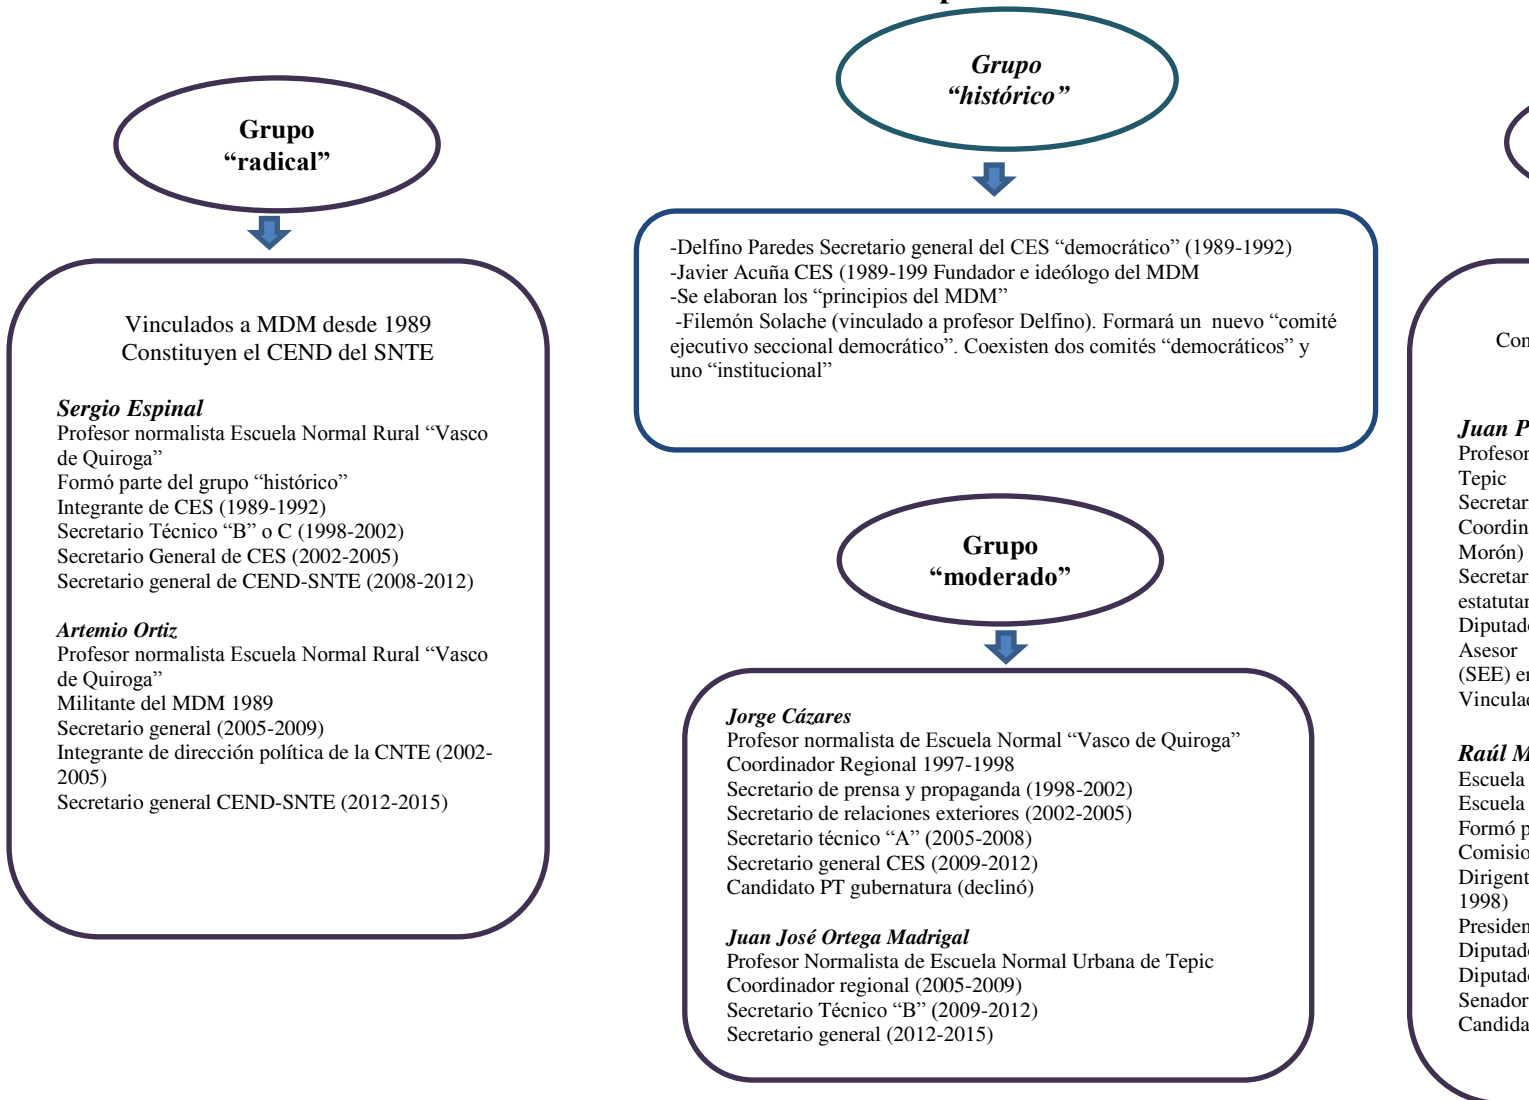 Grupo
“radical”
Vinculados a MDM desde 1989
Constituyen el CEND del SNTE
Sergio Espinal
Profesor normalista Escuela Normal Rural “Vasco
de Quiroga”
Formó parte del grupo “histórico”
Integrante de CES (1989-1992)
Secretario Técnico “B” o C (1998-2002)
Secretario General de CES (2002-2005)
Secretario general de CEND-SNTE (2008-2012)
Artemio Ortiz
Profesor normalista Escuela Normal Rural “Vasco
de Quiroga”
Militante del MDM 1989
Secretario general (2005-2009)
Integrante de dirección política de la CNTE (2002-
2005)
Secretario general CEND-SNTE (2012-2015)
Grupo
“histórico”
-Delfino Paredes Secretario general del CES “democrático” (1989-1992)
-Javier Acuña CES (1989-199 Fundador e ideólogo del MDM
-Se elaboran los “principios del MDM”
-Filemón Solache (vinculado a profesor Delfino). Formará un nuevo “comité
ejecutivo seccional democrático”. Coexisten dos comités “democráticos” y
uno “institucional”
Grupo
“moderado”
Jorge Cázares
Profesor normalista de Escuela Normal “Vasco de Quiroga”
Coordinador Regional 1997-1998
Secretario de prensa y propaganda (1998-2002)
Secretario de relaciones exteriores (2002-2005)
Secretario técnico “A” (2005-2008)
Secretario general CES (2009-2012)
Candidato PT gubernatura (declinó)
Juan José Ortega Madrigal
Profesor Normalista de Escuela Normal Urbana de Tepic
Coordinador regional (2005-2009)
Secretario Técnico “B” (2009-2012)
Secretario general (2012-2015)
Juan
Profesor
Tepic
Morón)
Asesor
(SEE)
Raúl
Escuela
Escuela
Formó
1998)
Senador